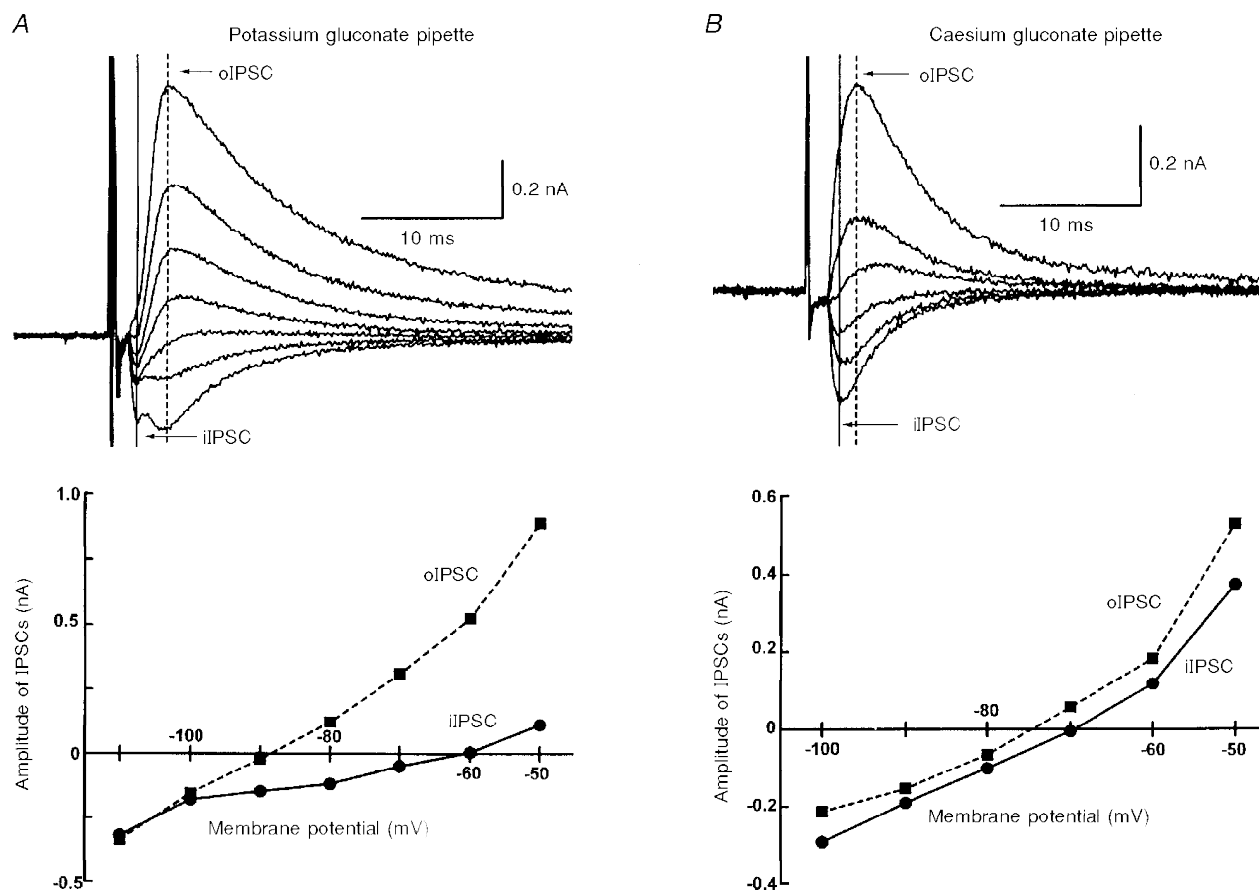 A
Potassium gluconate pipette
oIPSC
0.2 nA
10 ms
iIPSC
1.0
0.5
0
-0.5
Amplitude of IPSCs (nA)
oIPSC
iIPSC
-100
-80
-60
-50
Membrane potential (mV)
B
Caesium gluconate pipette
oIPSC
0.2 nA
10 ms
iIPSC
0.6
0.4
0.2
0
-0.2
-0.4
Amplitude of IPSCs (nA)
oIPSC
iIPSC
-80
-100
-60
-50
Membrane potential (mV)